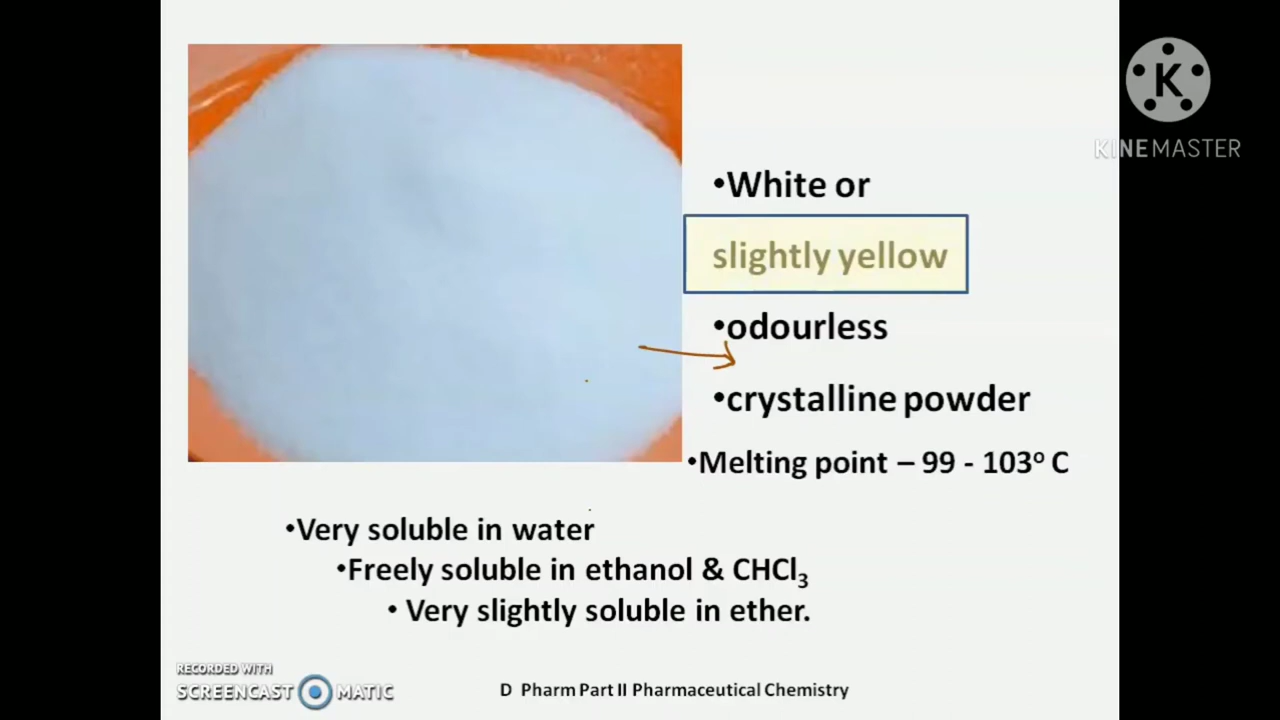 •White or
slightly yellow
•odourless
•crystalline powder
•Melting point – 99 - 103º C
•Very soluble in water
•Freely soluble in ethanol & CHCl₃
• Very slightly soluble in ether.
D Pharm Part II Pharmaceutical Chemistry
RECORDED WITH
SCREENCAST MATIC
K
KINEMASTER